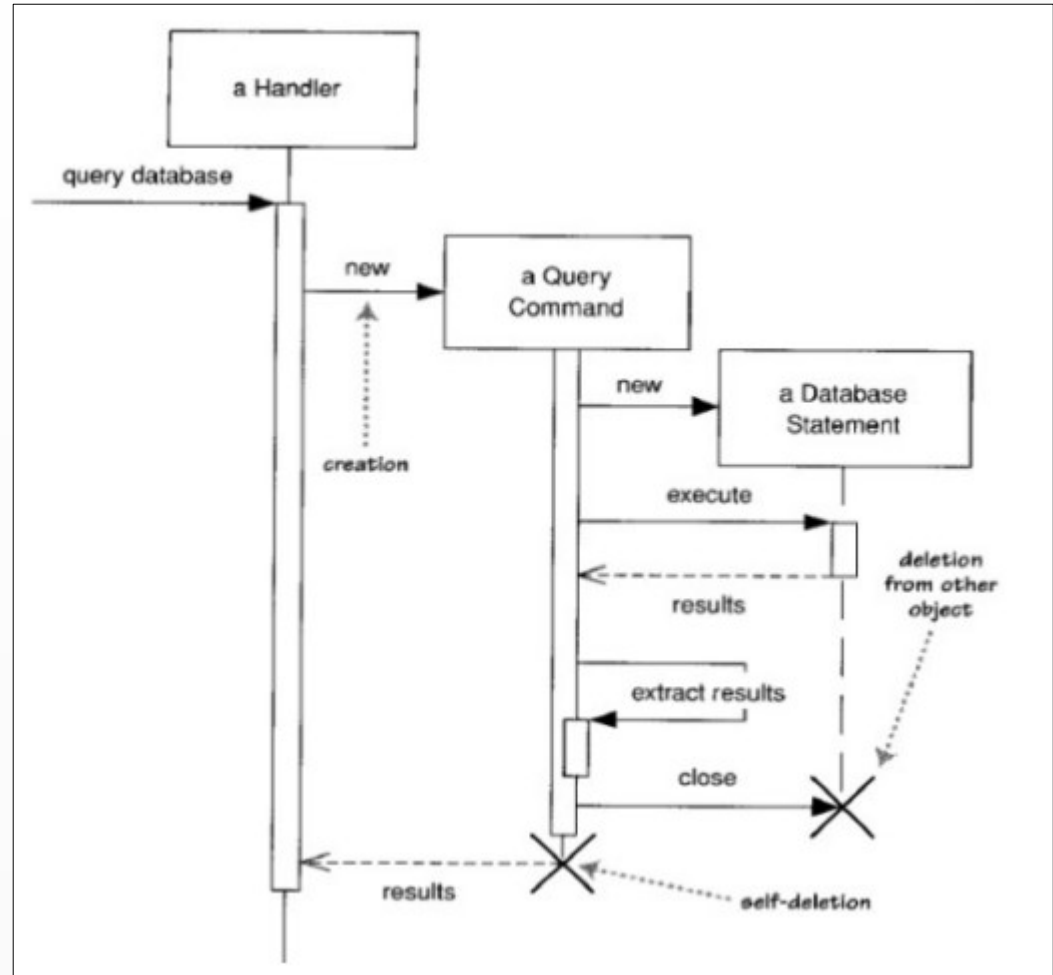 a Handler
query database
new
a Query
Command
new
a Database
Statement
creation
execute
deletion
from other
object
results
extract results
close
results
self-deletion